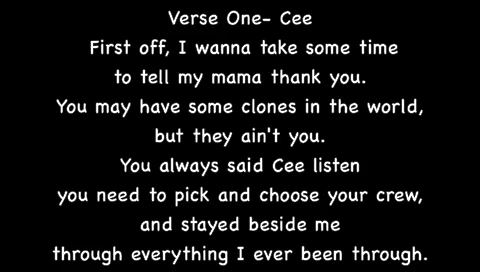 Verse One- Cee
First off, I wanna take some time
to tell my mama thank you.
You may have some clones in the world,
but they ain't you.
You always said Cee listen
you need to pick and choose your crew,
and stayed beside me
through everything I ever been through.